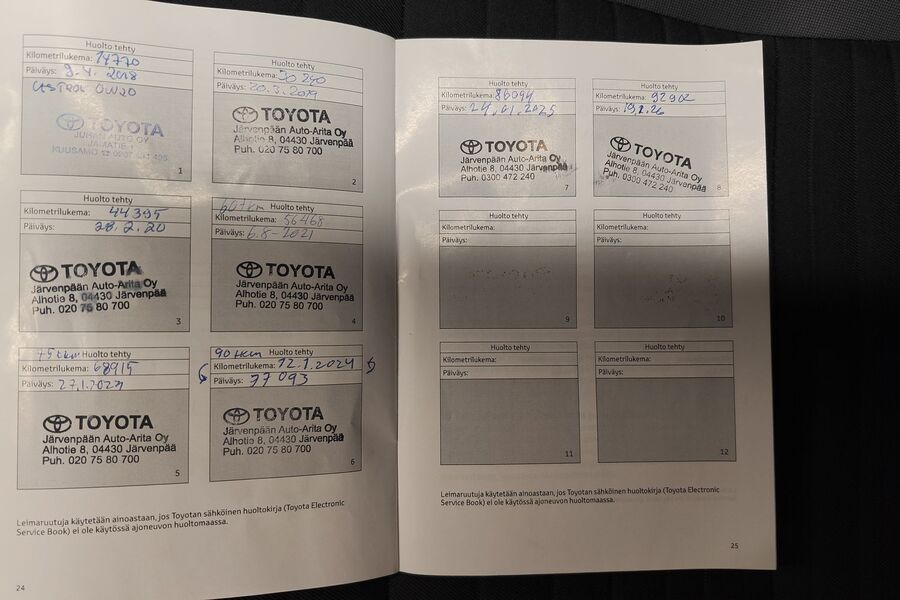 Huolto tehty
Kilometrilukema: 14770
Päiväys: 9.4. 2018
TOYOTA
KUUSAMO
1
Huolto tehty
Kilometrilukema: 30 240
Päiväys: 20.3.2019
TOYOTA
Järvenpään Auto-Arita Oy
Alhotie 8, 04430 Järvenpää
Puh. 020 75 80 700
2
Huolto tehty
Kilometrilukema: 44395
Päiväys: 28.2.20
TOYOTA
Järvenpään Auto-Arita Oy
Alhotie 8, 04430 Järvenpää
Puh. 020 75 80 700
3
60 tkm Huolto tehty
Kilometrilukema: 56468
Päiväys: 6.8-2021
TOYOTA
Järvenpään Auto-Arita Oy
Alhotie 8, 04430 Järvenpää
Puh. 020 75 80 700
4
75 tkm Huolto tehty
Kilometrilukema: 68915
Päiväys:
TOYOTA
Järvenpään Auto-Arita Oy
Alhotie 8, 04430 Järvenpää
Puh. 020 75 80 700
5
90 tkm Huolto tehty
Kilometrilukema: 12.1.2024
Päiväys: 77 093
TOYOTA
Järvenpään Auto-Arita Oy
Alhotie 8, 04430 Järvenpää
Puh. 020 75 80 700
6
Leimaruutuja käytetään ainoastaan, jos Toyotan sähköinen huoltokirja (Toyota Electronic
Service Book) ei ole käytössä ajoneuvon huoltomaassa.
24
Huolto tehty
Kilometrilukema: 86094
Päiväys: 24.01.2025
TOYOTA
Järvenpään Auto-Arita Oy
Alhotie 8, 04430 Järvenpää
Puh. 0300 472 240
7
Huolto tehty
Kilometrilukema: 92902
Päiväys: 19.1.26
TOYOTA
Järvenpään Auto-Arita Oy
Alhotie 8, 04430 Järvenpää
Puh. 0300 472 240
8
Huolto tehty
Kilometrilukema:
Päiväys:
9
Huolto tehty
Kilometrilukema:
Päiväys:
10
Huolto tehty
Kilometrilukema:
Päiväys:
11
Huolto tehty
Kilometrilukema:
Päiväys:
12
Leimaruutuja käytetään ainoastaan, jos Toyotan sähköinen huoltokirja (Toyota Electronic
Service Book) ei ole käytössä ajoneuvon huoltomaassa.
25